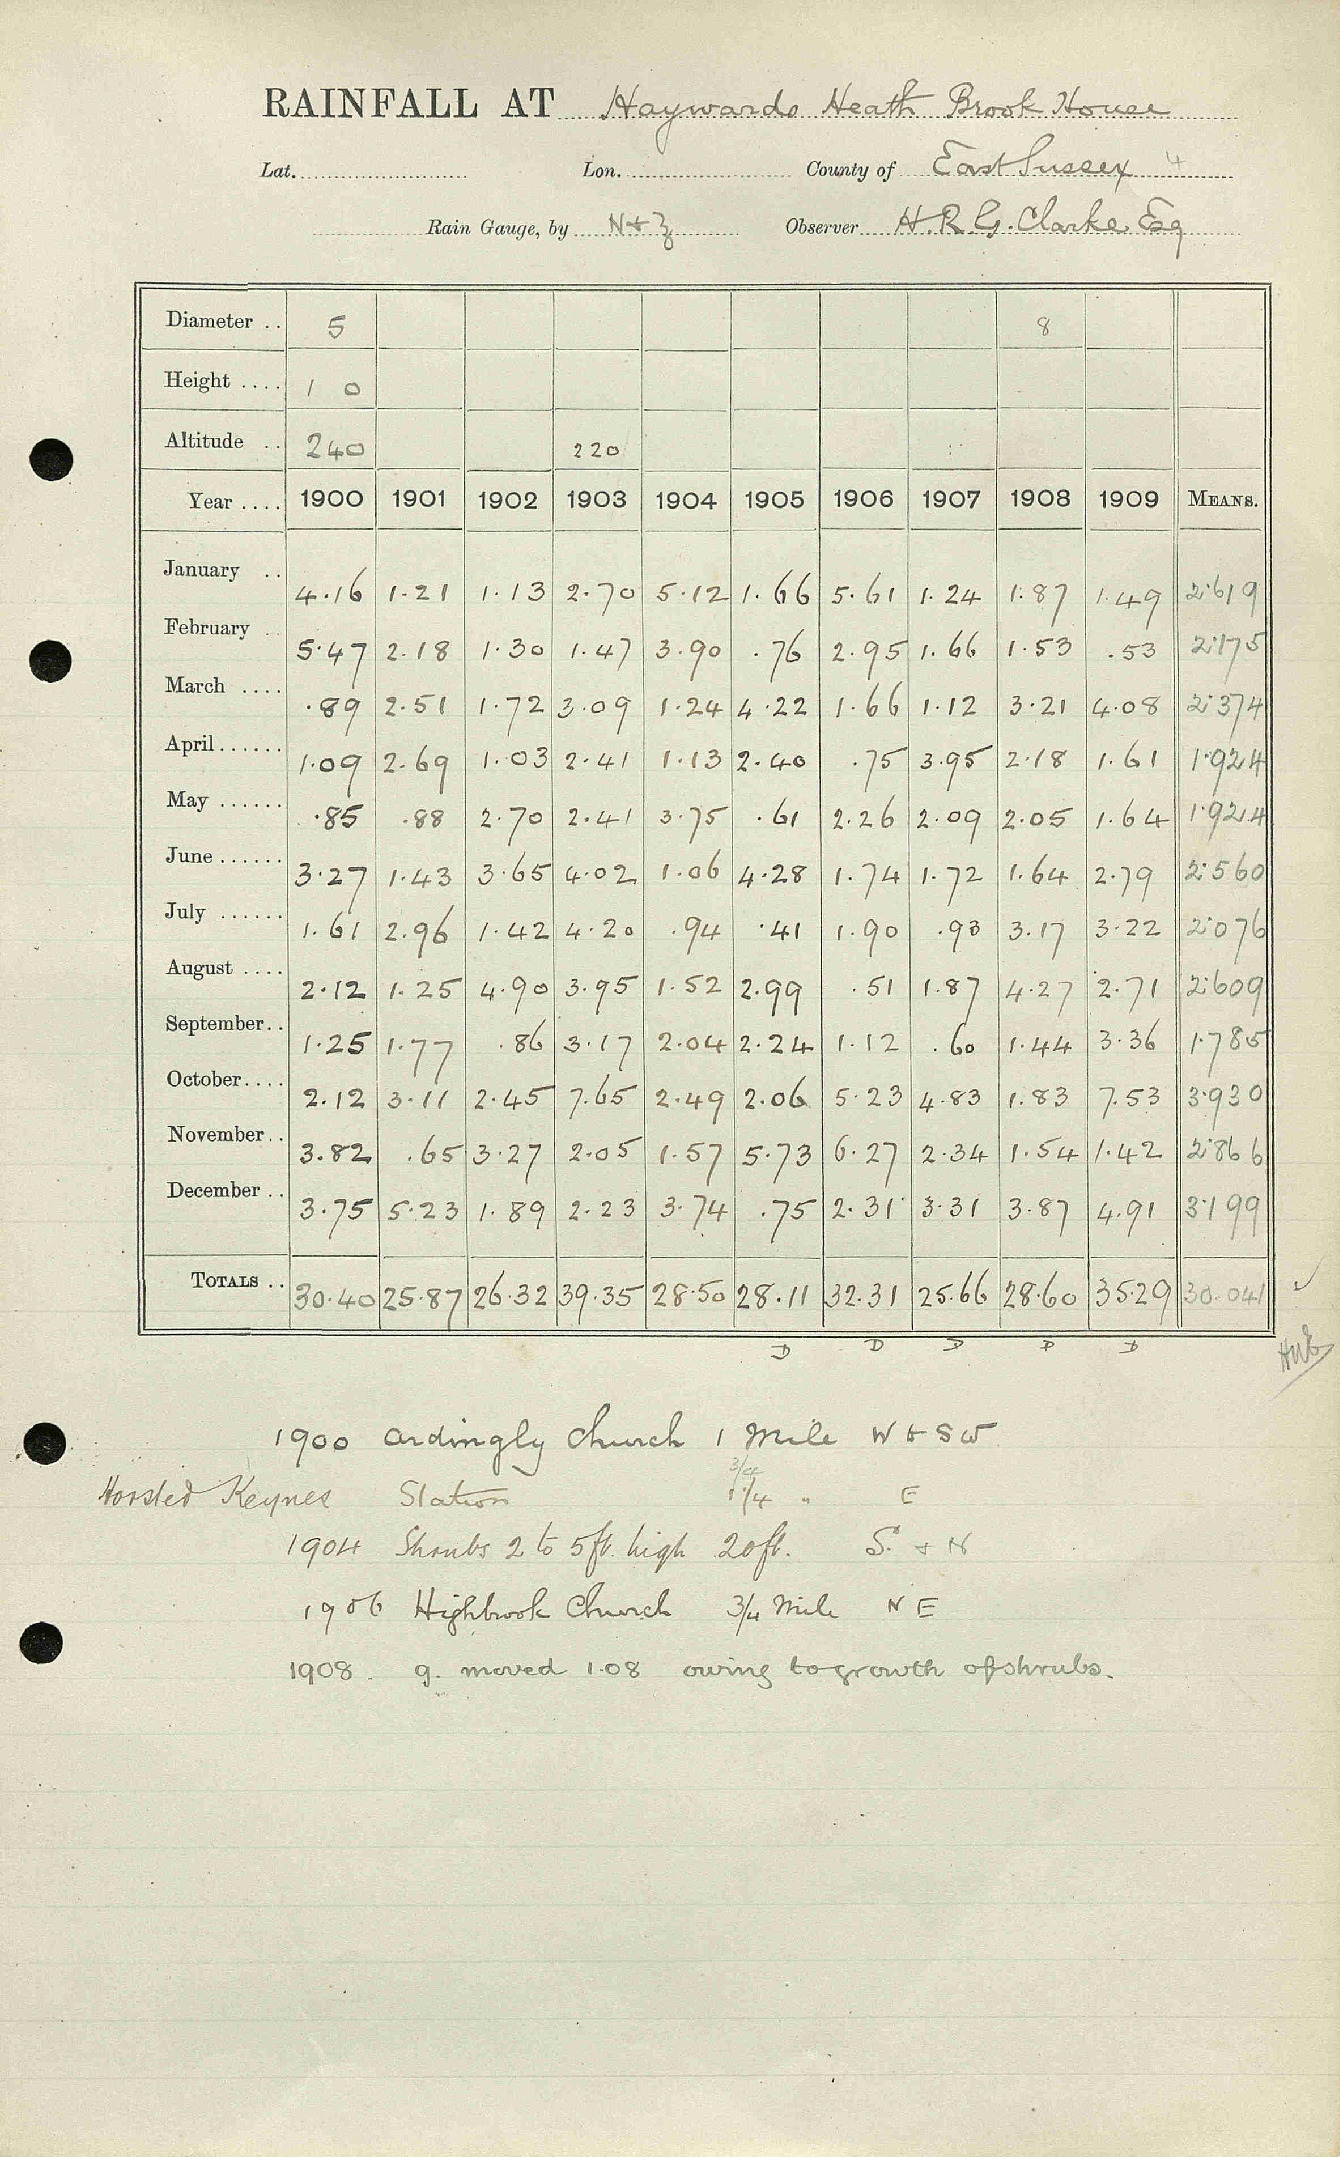 RAINFALL AT Haywards Heath Brook House
Lat. Lon. County of East Sussex 4
Rain Gauge, by N & Z Observer H. R. G. Clarke Esq
Diameter .. 5 8
Height .... 1 0
Altitude .. 240 220
Year .... 1900 1901 1902 1903 1904 1905 1906 1907 1908 1909 MEANS.
January .. 4.16 1.21 1.13 2.70 5.12 1.66 5.61 1.24 1.87 1.49 2.619
February .. 5.47 2.18 1.30 1.47 3.90 .76 2.95 1.66 1.53 .53 2.175
March .... .89 2.51 1.72 3.09 1.24 4.22 1.66 1.12 3.21 4.08 2.374
April...... 1.09 2.69 1.03 2.41 1.13 2.40 .75 3.95 2.18 1.61 1.924
May ...... .85 .88 2.70 2.41 3.75 .61 2.26 2.09 2.05 1.64 1.924
June ...... 3.27 1.43 3.65 4.02 1.06 4.28 1.74 1.72 1.64 2.79 2.560
July ...... 1.61 2.96 1.42 4.20 .94 .41 1.90 .93 3.17 3.22 2.076
August .... 2.12 1.25 4.90 3.95 1.52 2.99 .51 1.87 4.27 2.71 2.609
September.. 1.25 1.77 .86 3.17 2.04 2.24 1.12 .60 1.44 3.36 1.785
October.... 2.12 3.11 2.45 7.65 2.49 2.06 5.23 4.83 1.83 7.53 3.930
November.. 3.82 .65 3.27 2.05 1.57 5.73 6.27 2.34 1.54 1.42 2.866
December .. 3.75 5.23 1.89 2.23 3.74 .75 2.31 3.31 3.87 4.91 3.199
TOTALS .. 30.40 25.87 26.32 39.35 28.50 28.11 32.31 25.66 28.60 35.29 30.041
D D D D D
1900 Ardingly Church 1 Mile W & SW
3/4
Horsted Keynes Station 1 1/4 " E
1904 Shrubs 2 to 5ft. high 20ft. S. & N
1906 Highbrook Church 3/4 Mile N E
1908. g. moved 1.08 owing to growth of shrubs.